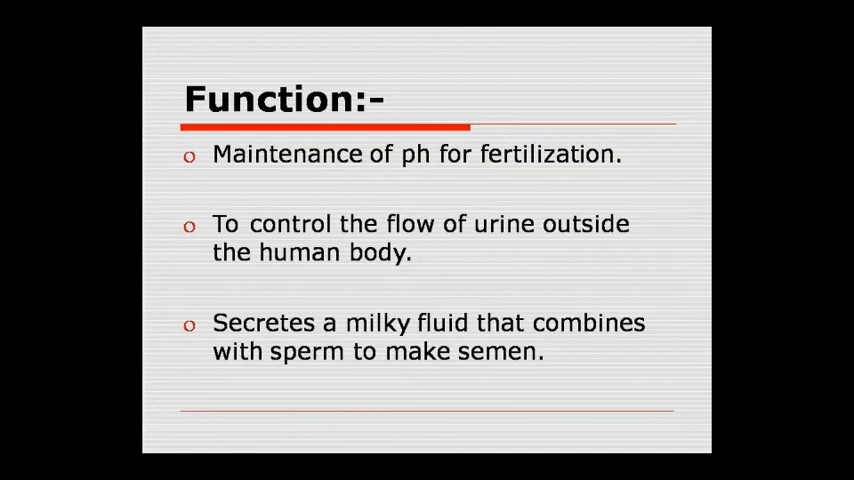 Function:-
o Maintenance of ph for fertilization.
o To control the flow of urine outside
the human body.
o Secretes a milky fluid that combines
with sperm to make semen.